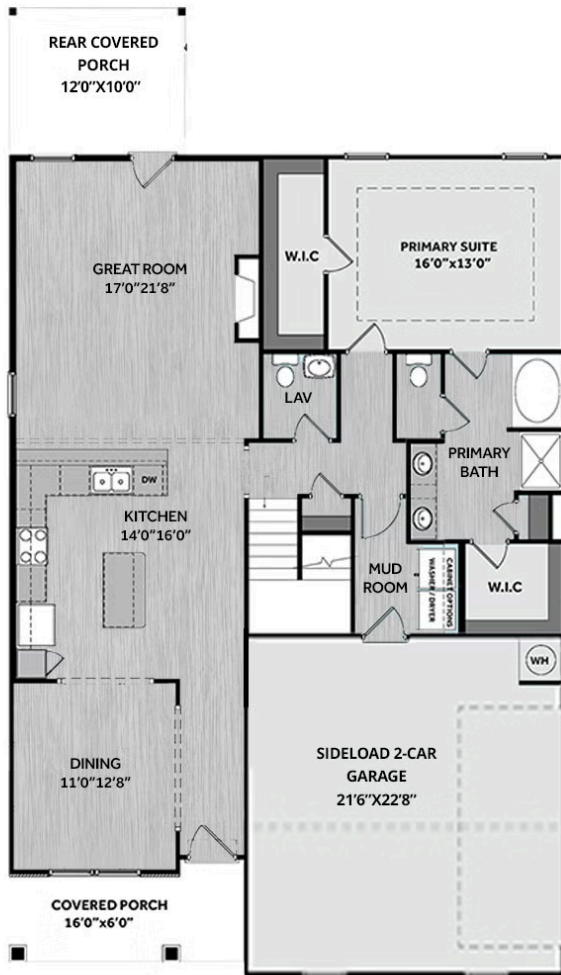 REAR COVERED
PORCH
12'0"X10'0"
GREAT ROOM
17'0"21'8"
W.I.C
PRIMARY SUITE
16'0"x13'0"
LAV
PRIMARY
BATH
DW
KITCHEN
14'0"16'0"
MUD
ROOM
CABINET OPTIONS
WASHER / DRYER
W.I.C
WH
DINING
11'0"12'8"
SIDELOAD 2-CAR
GARAGE
21'6"X22'8"
COVERED PORCH
16'0"x6'0"